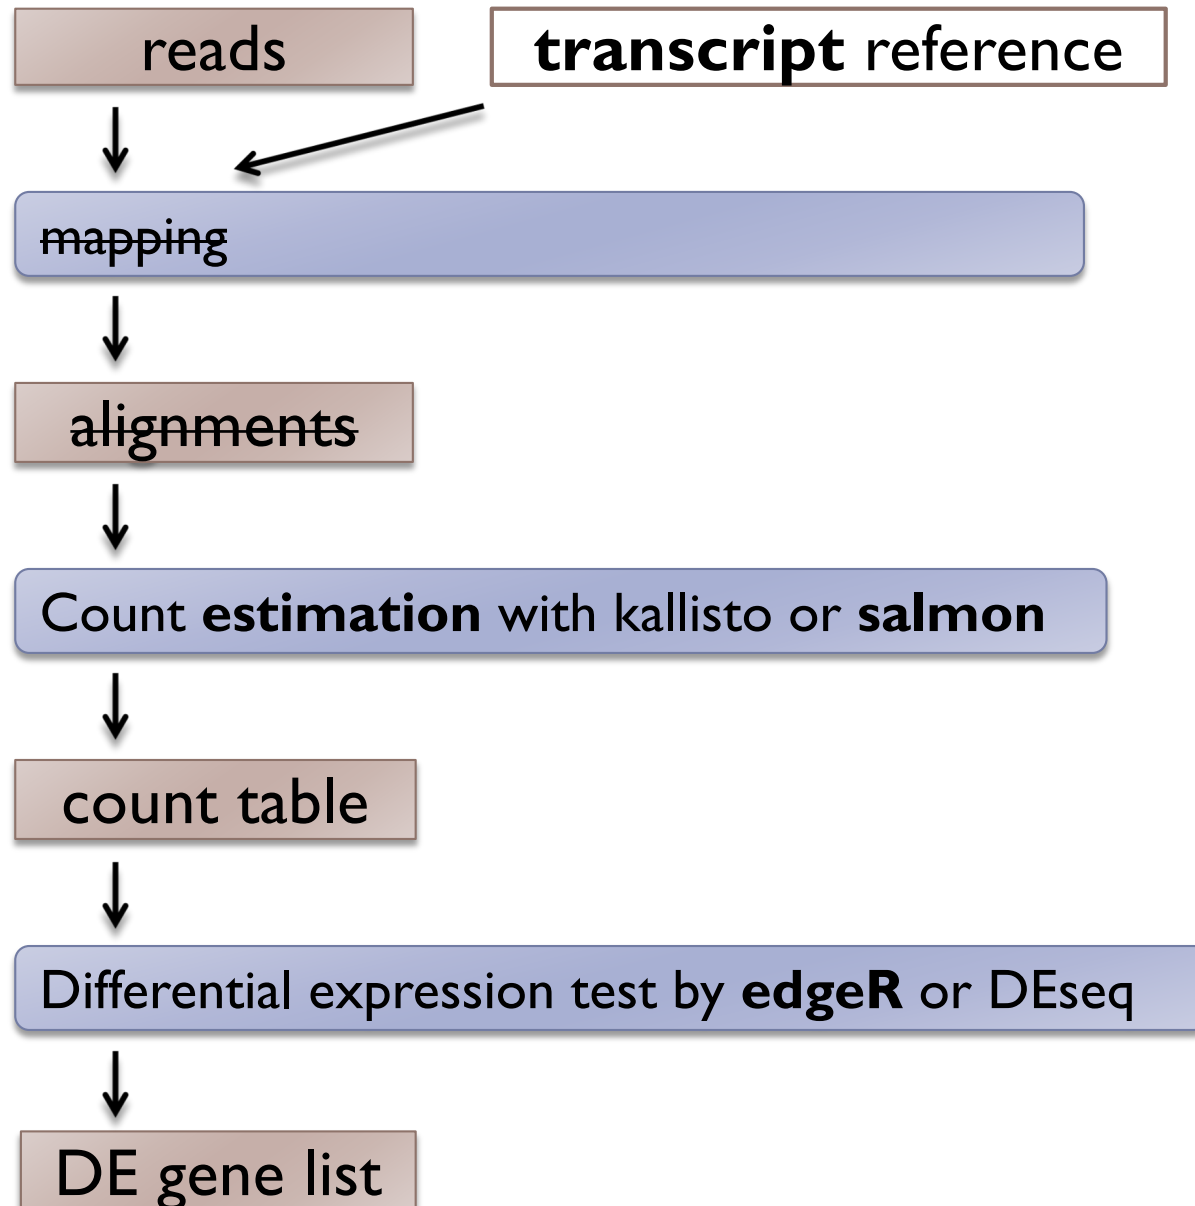 reads
transcript reference
mapping
alignments
Count estimation with kallisto or salmon
count table
Differential expression test by edgeR or DEseq
DE gene list